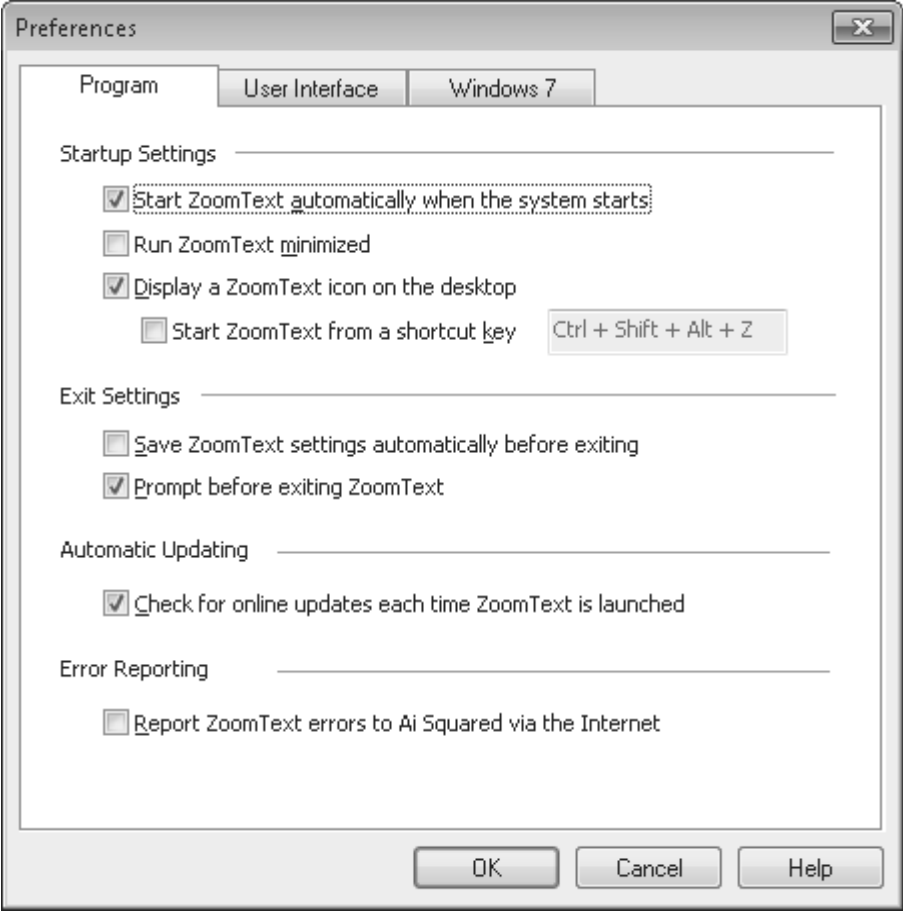 Preferences
Program User Interface Windows 7
Startup Settings
Start ZoomText automatically when the system starts
Run ZoomText minimized
Display a ZoomText icon on the desktop
Start ZoomText from a shortcut key Ctrl + Shift + Alt + Z
Exit Settings
Save ZoomText settings automatically before exiting
Prompt before exiting ZoomText
Automatic Updating
Check for online updates each time ZoomText is launched
Error Reporting
Report ZoomText errors to Ai Squared via the Internet
OK Cancel Help